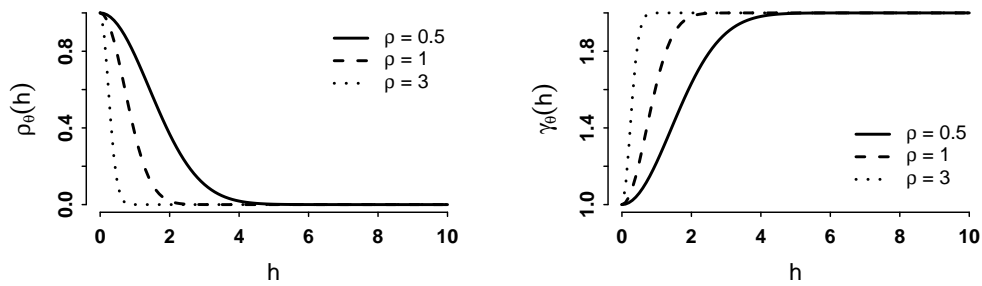 ρθ(h)
0.0 0.4 0.8
0 2 4 6 8 10
h
ρ = 0.5
ρ = 1
ρ = 3
γθ(h)
1.0 1.4 1.8
0 2 4 6 8 10
h
ρ = 0.5
ρ = 1
ρ = 3